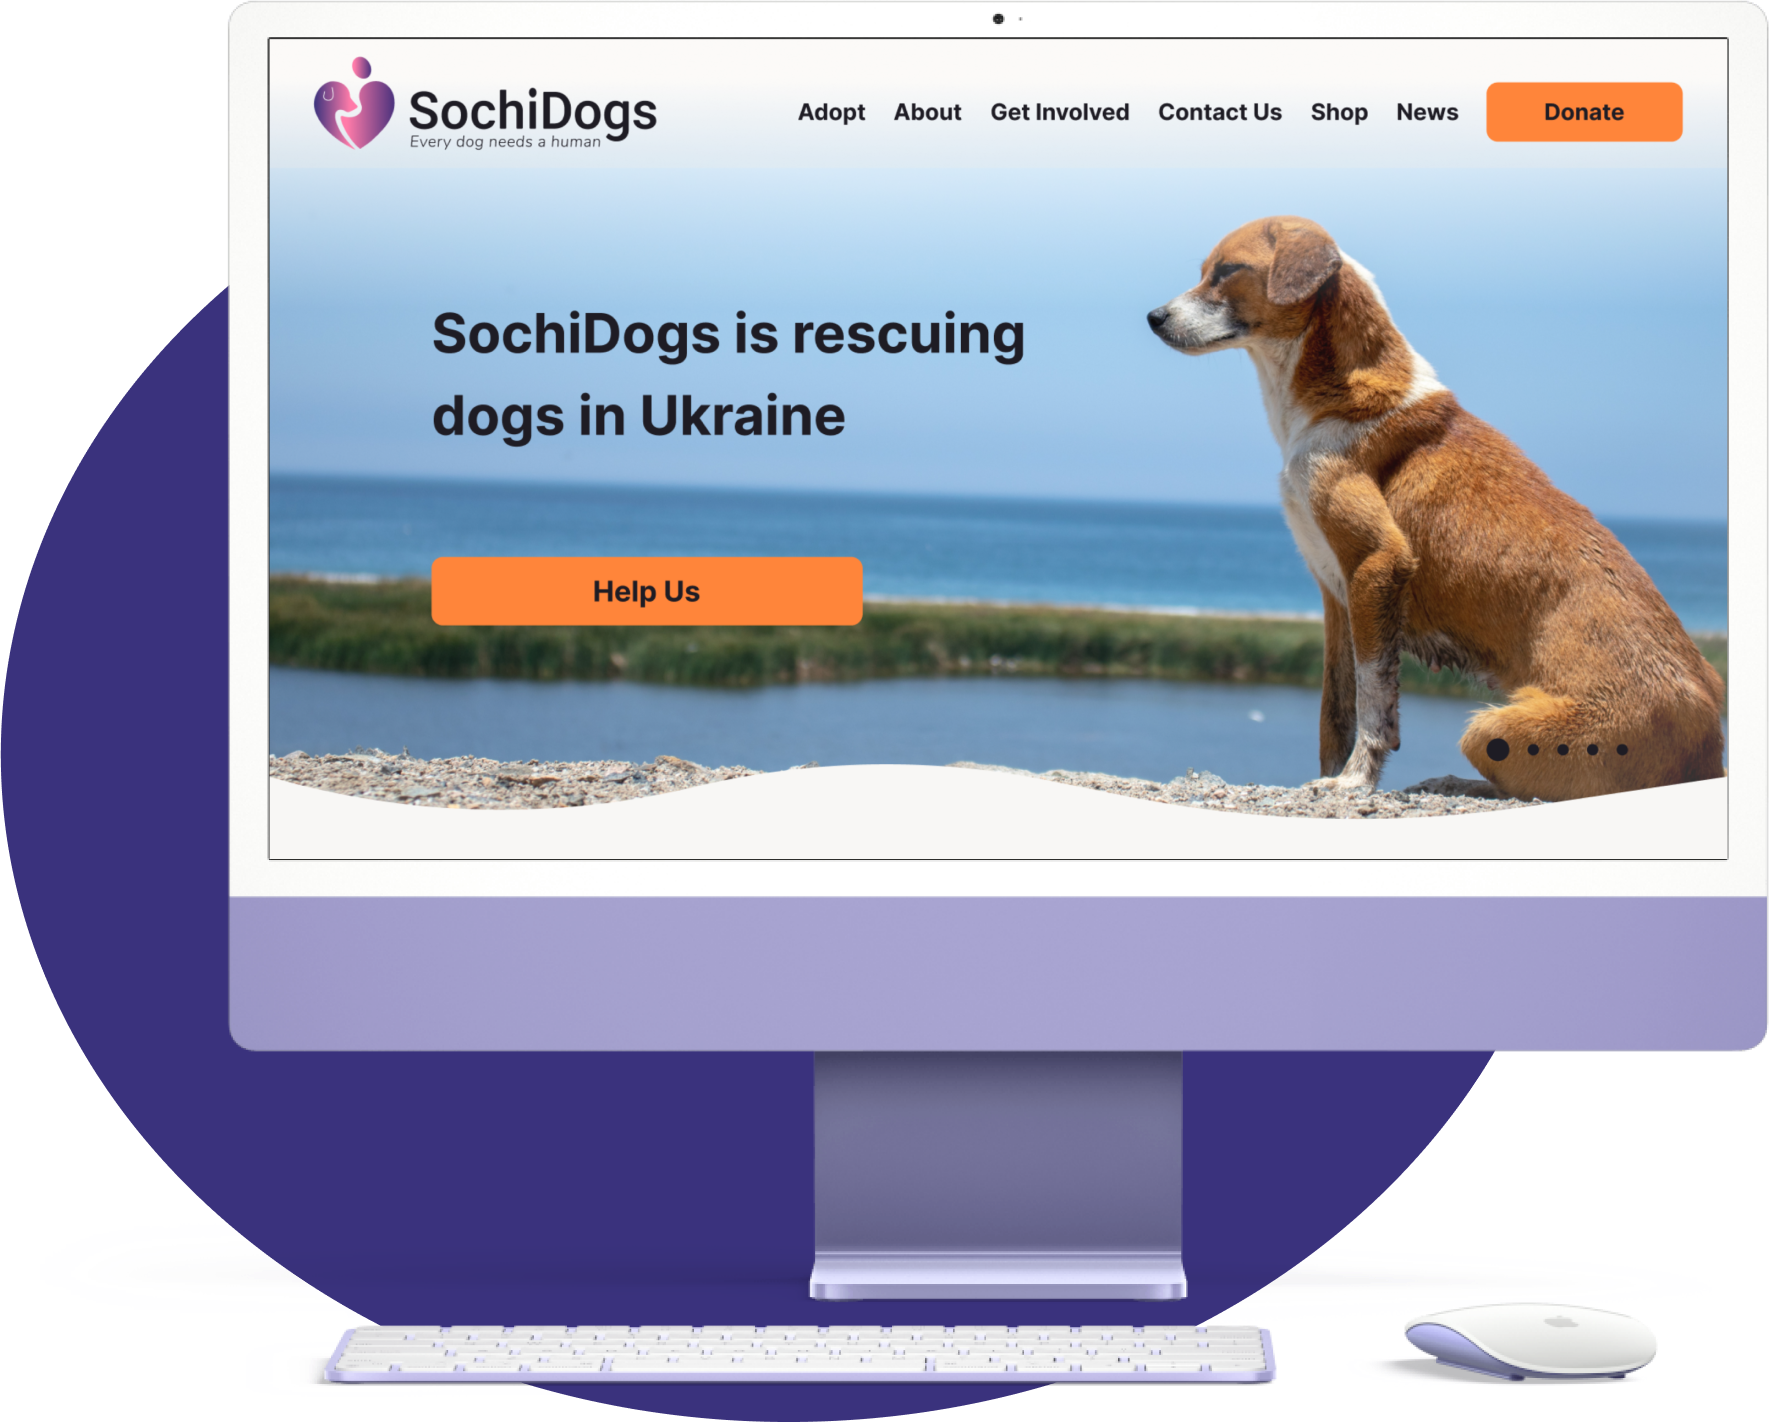 SochiDogs
Every dog needs a human
Adopt About Get Involved Contact Us Shop News Donate
SochiDogs is rescuing
dogs in Ukraine
Help Us